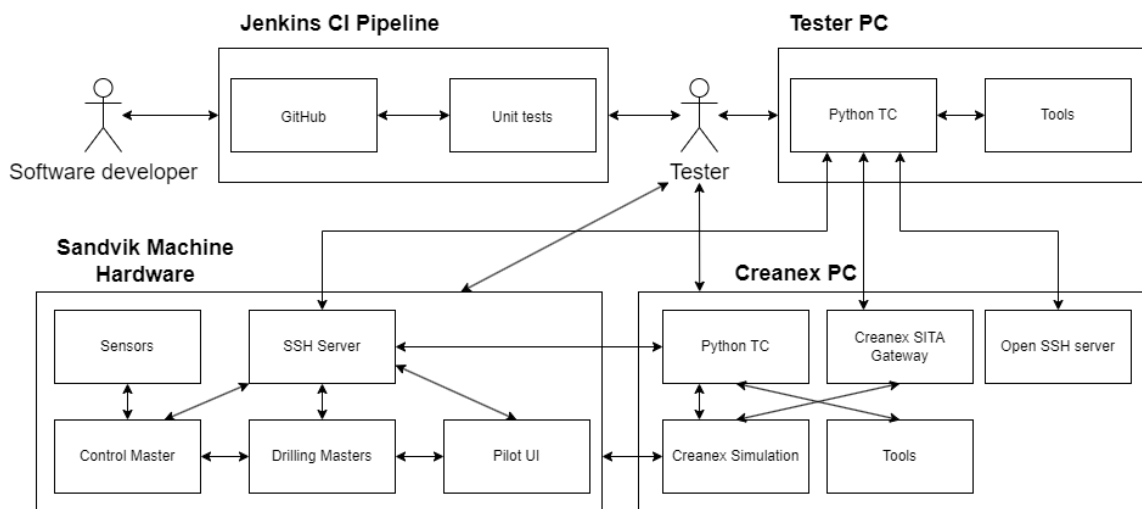 Jenkins CI Pipeline
Tester PC
GitHub
Unit tests
Python TC
Tools
Software developer
Tester
Sandvik Machine
Hardware
Creanex PC
Sensors
SSH Server
Python TC
Creanex SITA
Gateway
Open SSH server
Control Master
Drilling Masters
Pilot UI
Creanex Simulation
Tools